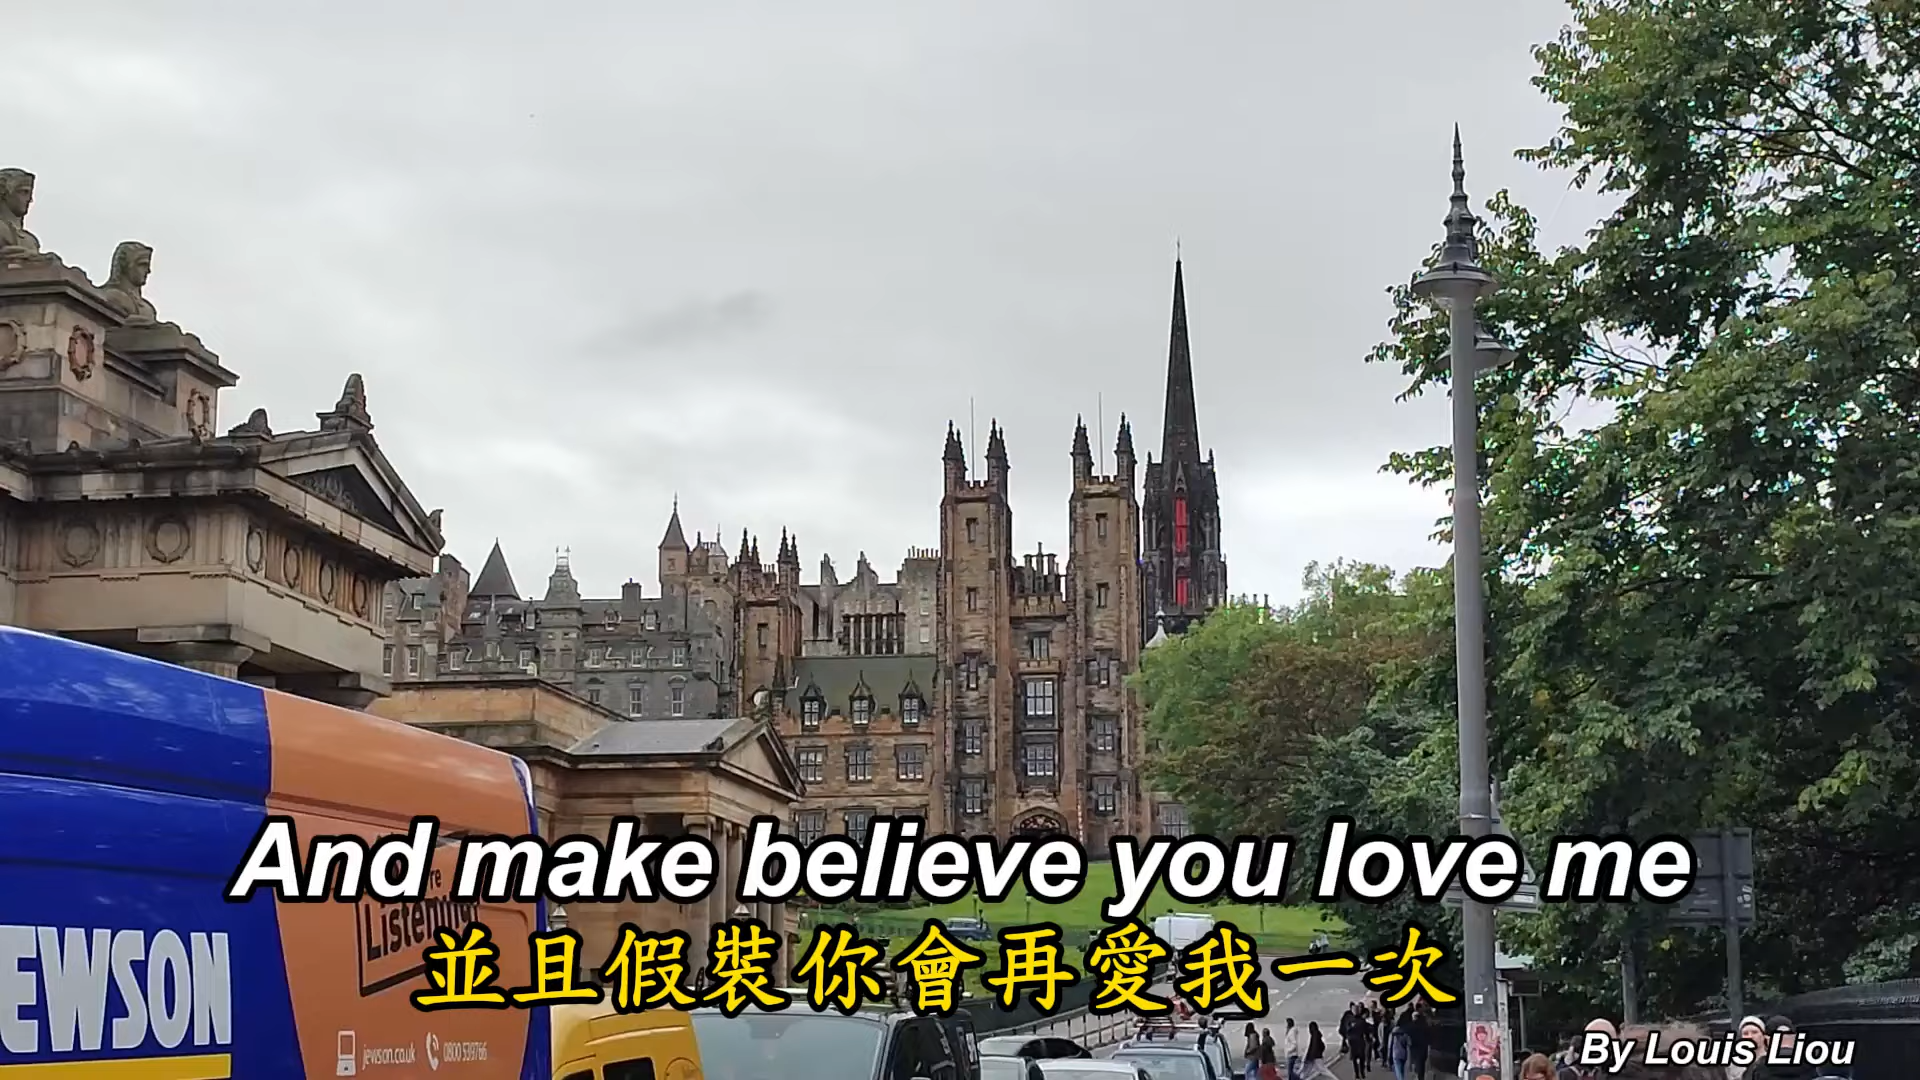 re
Listening
EWSON
jewson.co.uk 0800 539766
And make believe you love me
並且假裝你會再愛我一次
By Louis Liou